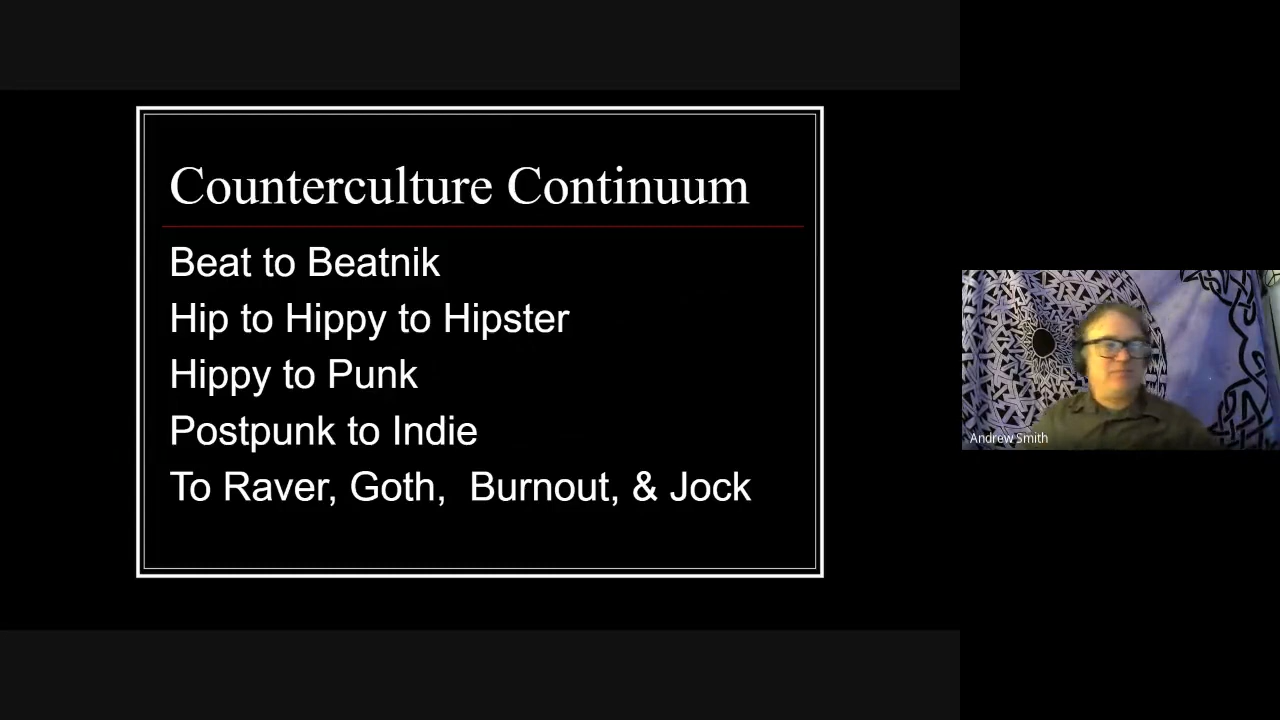 Counterculture Continuum
Beat to Beatnik
Hip to Hippy to Hipster
Hippy to Punk
Postpunk to Indie
To Raver, Goth,  Burnout, & Jock
Andrew Smith